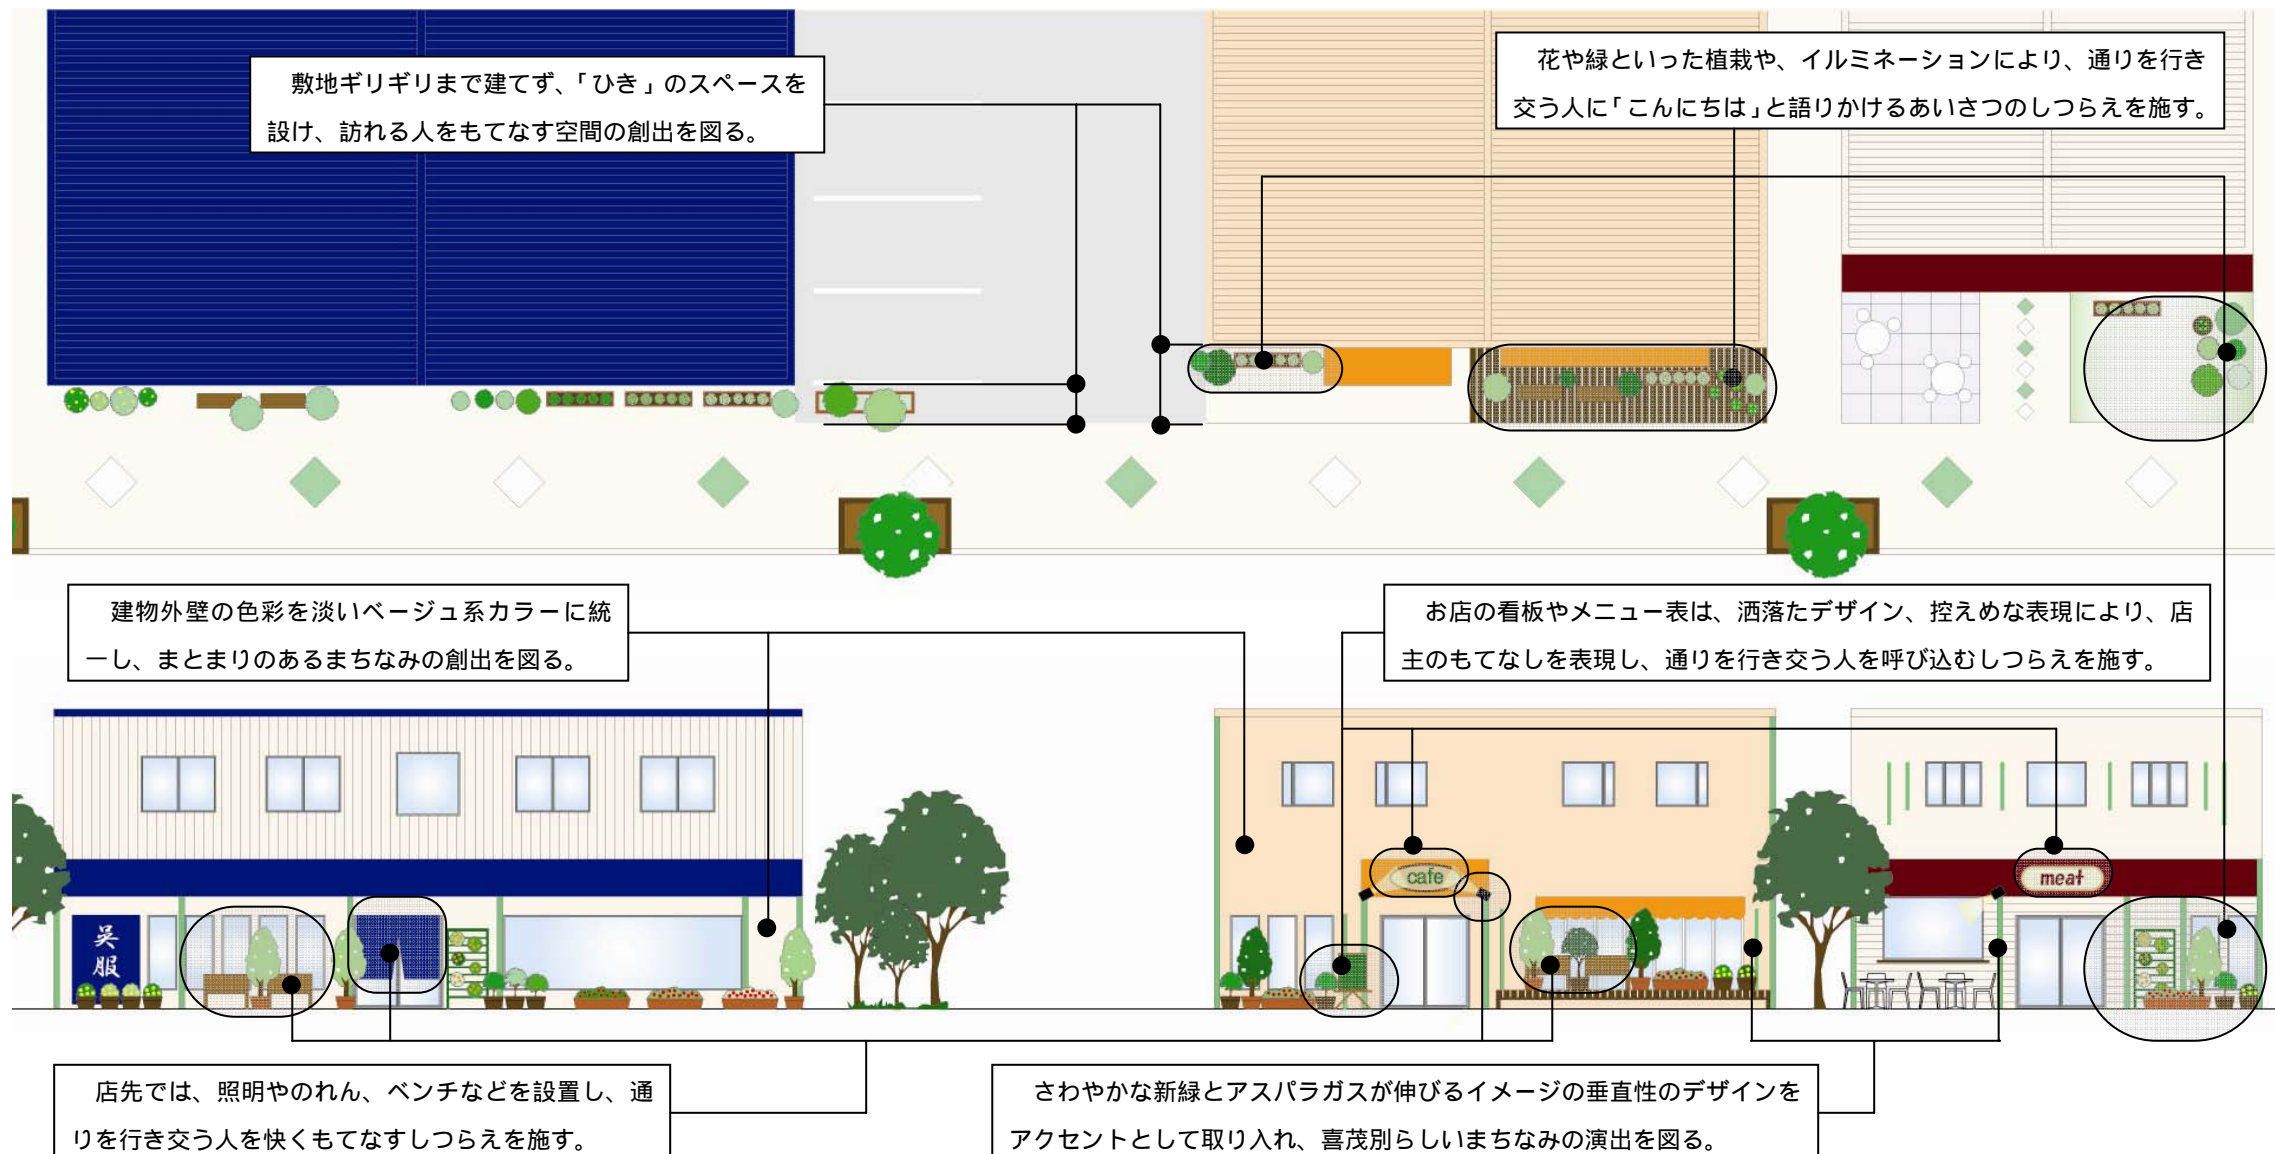 敷地ギリギリまで建てず、「ひき」のスペースを
設け、訪れる人をもてなす空間の創出を図る。
花や緑といった植栽や、イルミネーションにより、通りを行き
交う人に「こんにちは」と語りかけるあいさつのしつらえを施す。
建物外壁の色彩を淡いベージュ系カラーに統
一し、まとまりのあるまちなみの創出を図る。
お店の看板やメニュー表は、洒落たデザイン、控えめな表現により、店
主のもてなしを表現し、通りを行き交う人を呼び込むしつらえを施す。
呉服
cafe
meat
店先では、照明やのれん、ベンチなどを設置し、通
りを行き交う人を快くもてなすしつらえを施す。
さわやかな新緑とアスパラガスが伸びるイメージの垂直性のデザインを
アクセントとして取り入れ、喜茂別らしいまちなみの演出を図る。